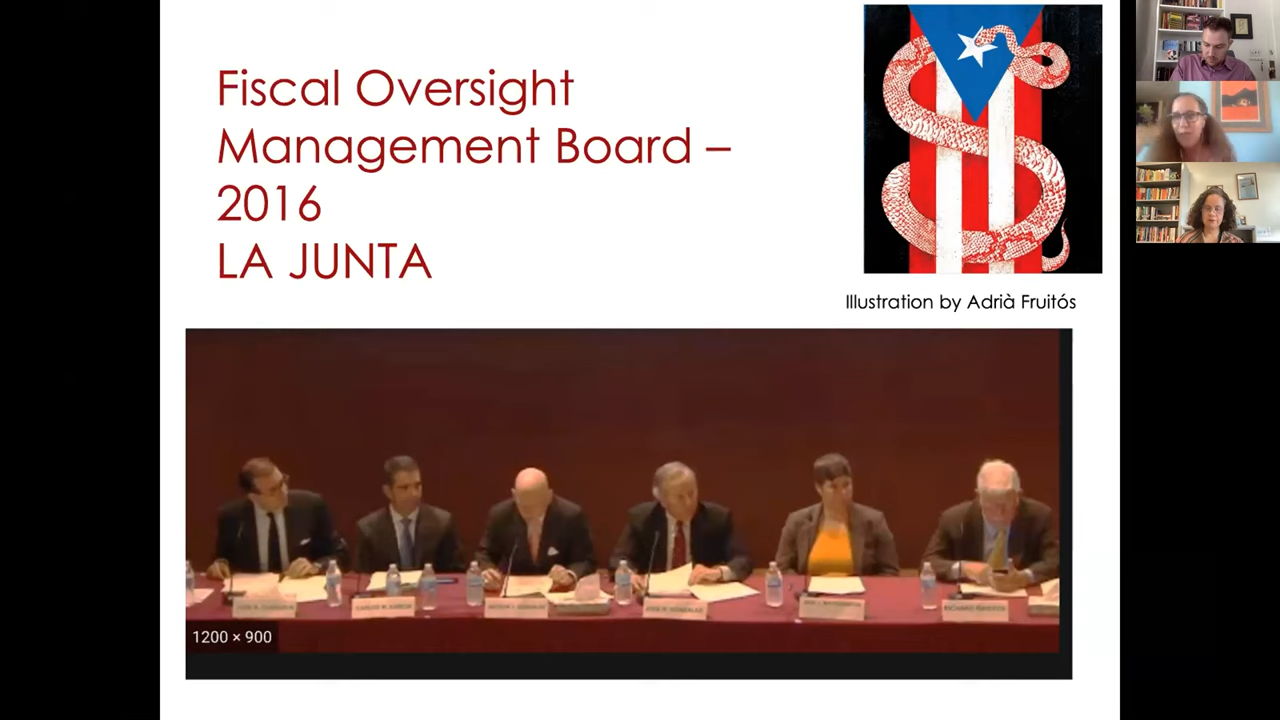 Fiscal Oversight
Management Board –
2016
LA JUNTA
Illustration by Adrià Fruitós
1200 × 900